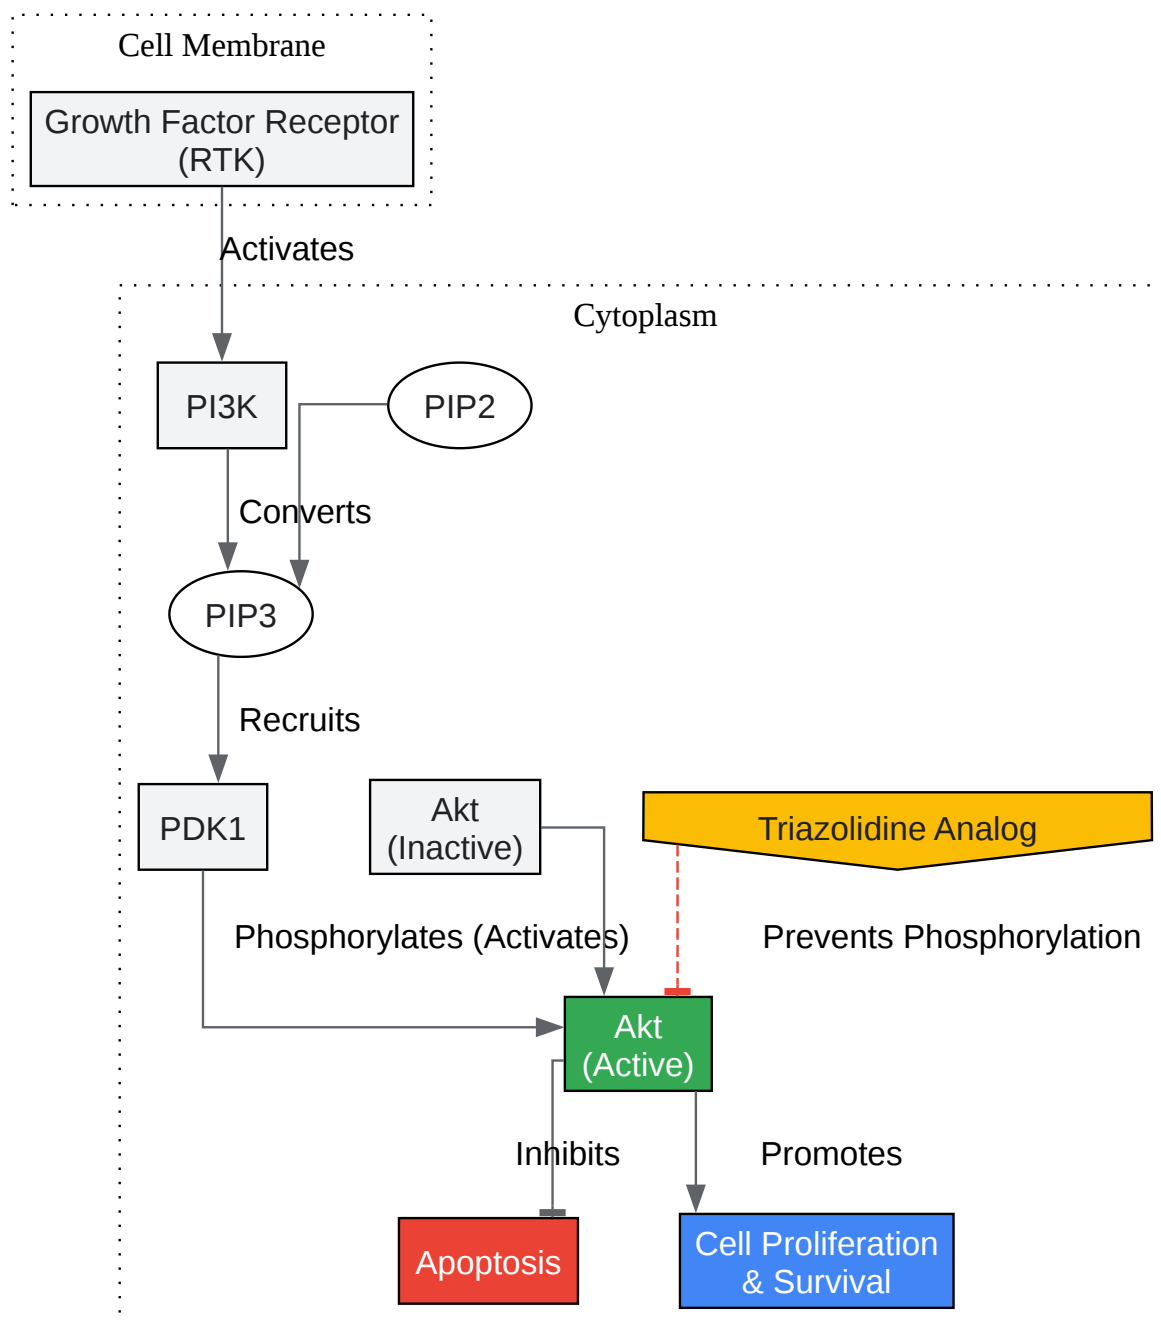 Cell Membrane
Growth Factor Receptor
(RTK)
Activates
Cytoplasm
PI3K
PIP2
Converts
PIP3
Recruits
PDK1
Akt
(Inactive)
Triazolidine Analog
Phosphorylates (Activates)
Prevents Phosphorylation
Akt
(Active)
Inhibits
Promotes
Apoptosis
Cell Proliferation
& Survival